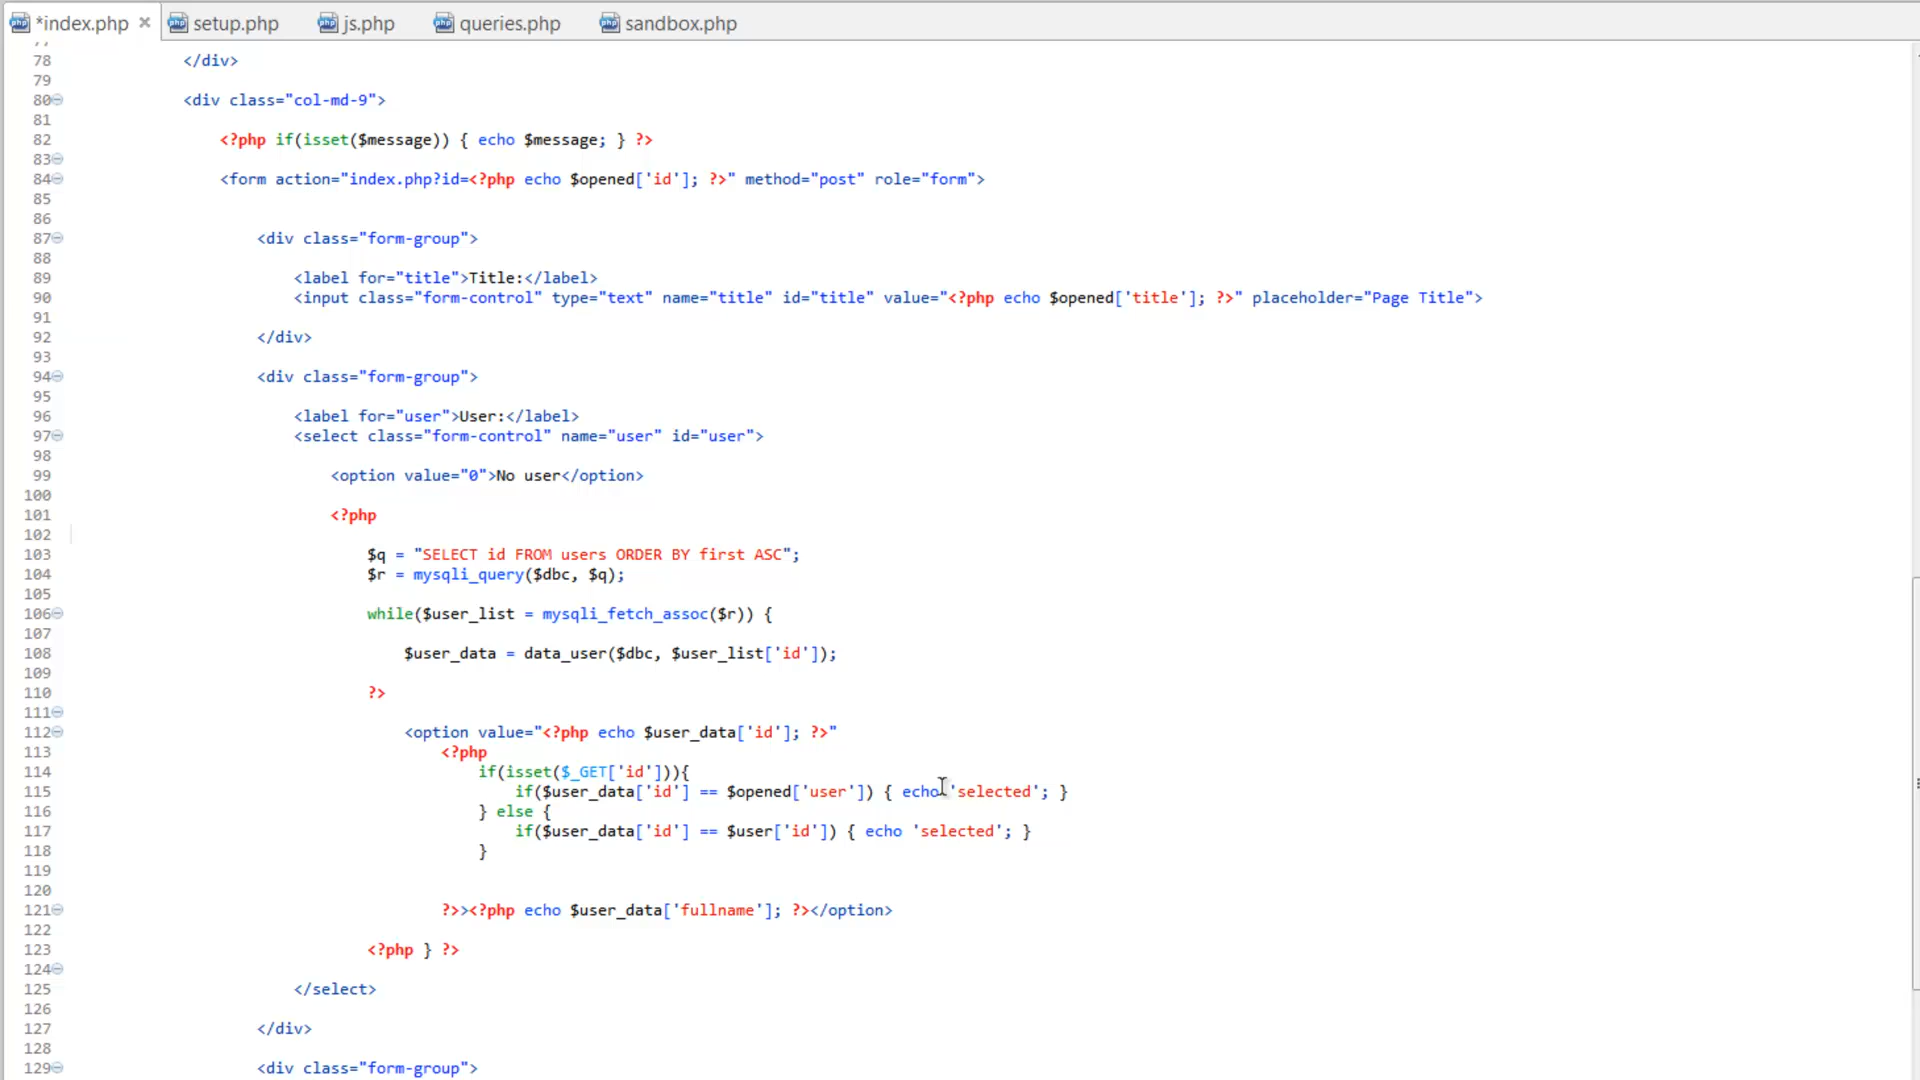 *index.php
setup.php
js.php
queries.php
sandbox.php
78 </div>
79
80 <div class="col-md-9">
81
82 <?php if(isset($message)) { echo $message; } ?>
83
84 <form action="index.php?id=<?php echo $opened['id']; ?>" method="post" role="form">
85
86
87 <div class="form-group">
88
89 <label for="title">Title:</label>
90 <input class="form-control" type="text" name="title" id="title" value="<?php echo $opened['title']; ?>" placeholder="Page Title">
91
92 </div>
93
94 <div class="form-group">
95
96 <label for="user">User:</label>
97 <select class="form-control" name="user" id="user">
98
99 <option value="0">No user</option>
100
101 <?php
102
103 $q = "SELECT id FROM users ORDER BY first ASC";
104 $r = mysqli_query($dbc, $q);
105
106 while($user_list = mysqli_fetch_assoc($r)) {
107
108 $user_data = data_user($dbc, $user_list['id']);
109
110 ?>
111
112 <option value="<?php echo $user_data['id']; ?>"
113 <?php
114 if(isset($_GET['id'])){
115 if($user_data['id'] == $opened['user']) { echo 'selected'; }
116 } else {
117 if($user_data['id'] == $user['id']) { echo 'selected'; }
118 }
119
120
121 ?>><?php echo $user_data['fullname']; ?></option>
122
123 <?php } ?>
124
125 </select>
126
127 </div>
128
129 <div class="form-group">